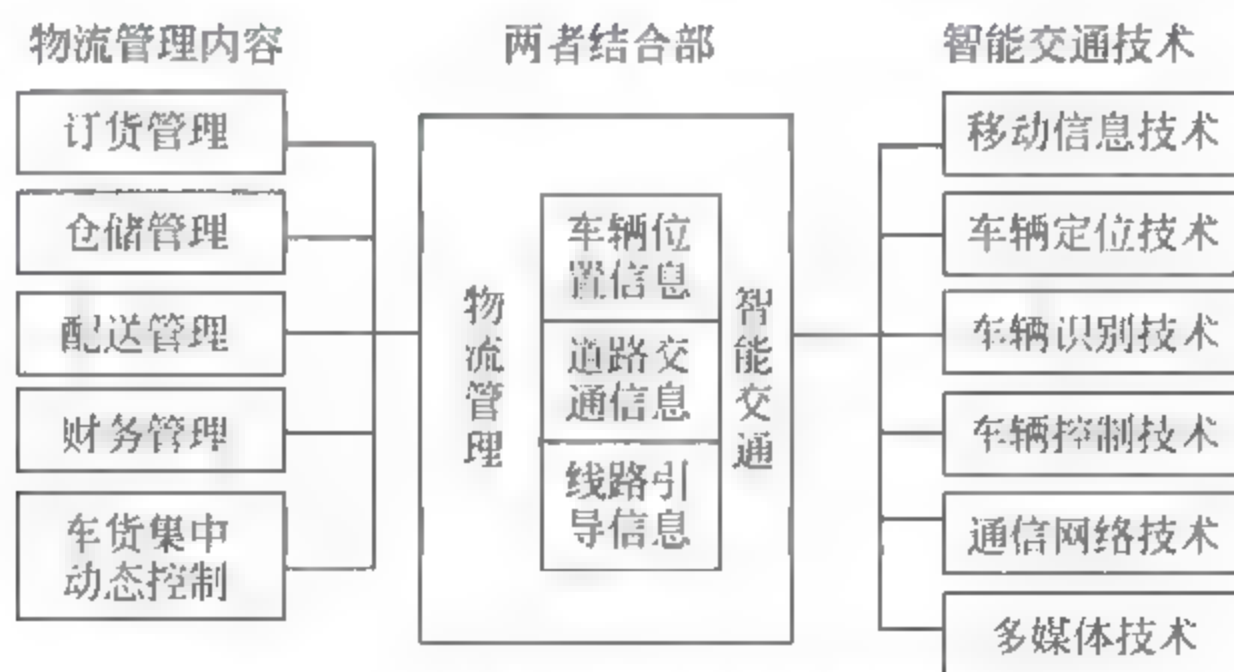 物流管理内容
两者结合部
智能交通技术
订货管理
仓储管理
配送管理
财务管理
车货集中
动态控制
物流管理
车辆位
置信息
道路交
通信息
线路引
导信息
智能交通
移动信息技术
车辆定位技术
车辆识别技术
车辆控制技术
通信网络技术
多媒体技术